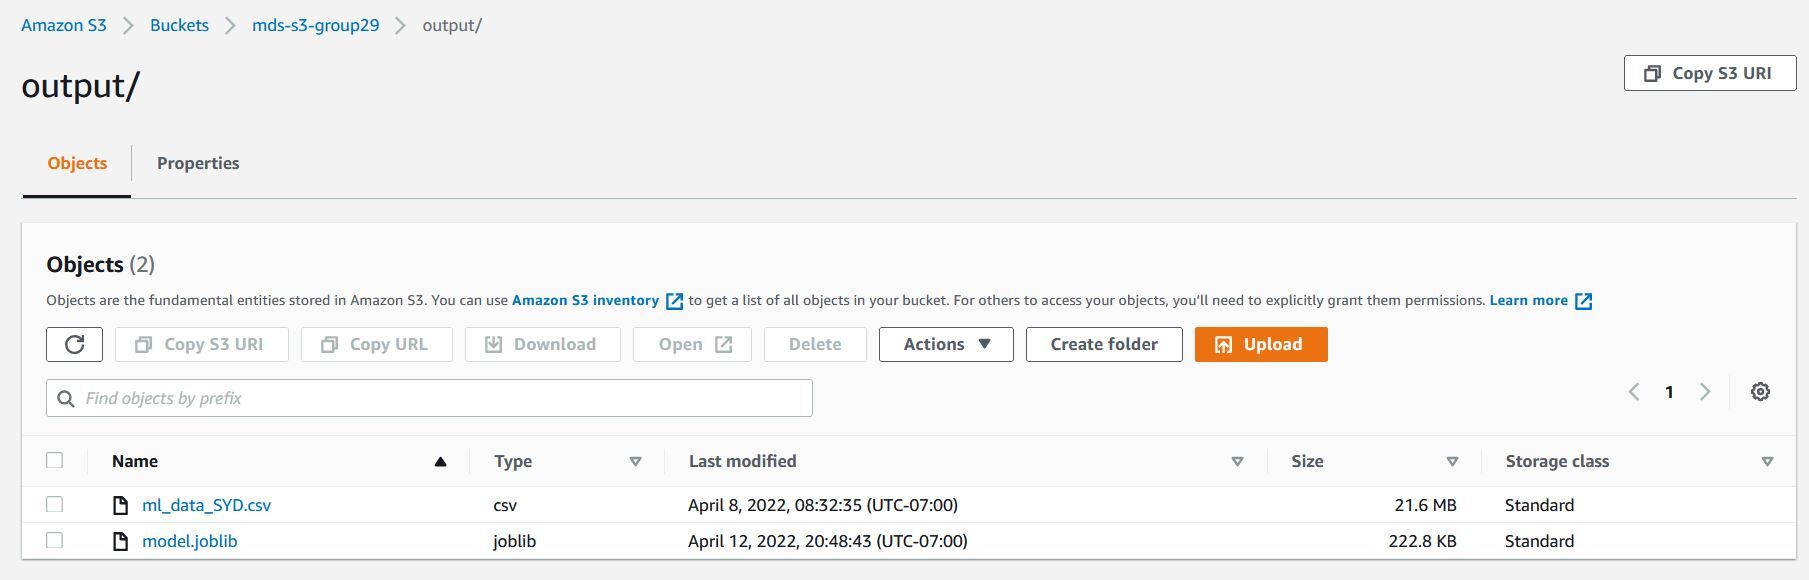 Amazon S3 Buckets mds-s3-group29 output/
output/
Copy S3 URI
Objects Properties
Objects (2)
Objects are the fundamental entities stored in Amazon S3. You can use Amazon S3 inventory to get a list of all objects in your bucket. For others to access your objects, you'll need to explicitly grant them permissions. Learn more
Copy S3 URI Copy URL Download Open Delete Actions Create folder Upload
Find objects by prefix
1
Name Type Last modified Size Storage class
ml_data_SYD.csv csv April 8, 2022, 08:32:35 (UTC-07:00) 21.6 MB Standard
model.joblib joblib April 12, 2022, 20:48:43 (UTC-07:00) 222.8 KB Standard